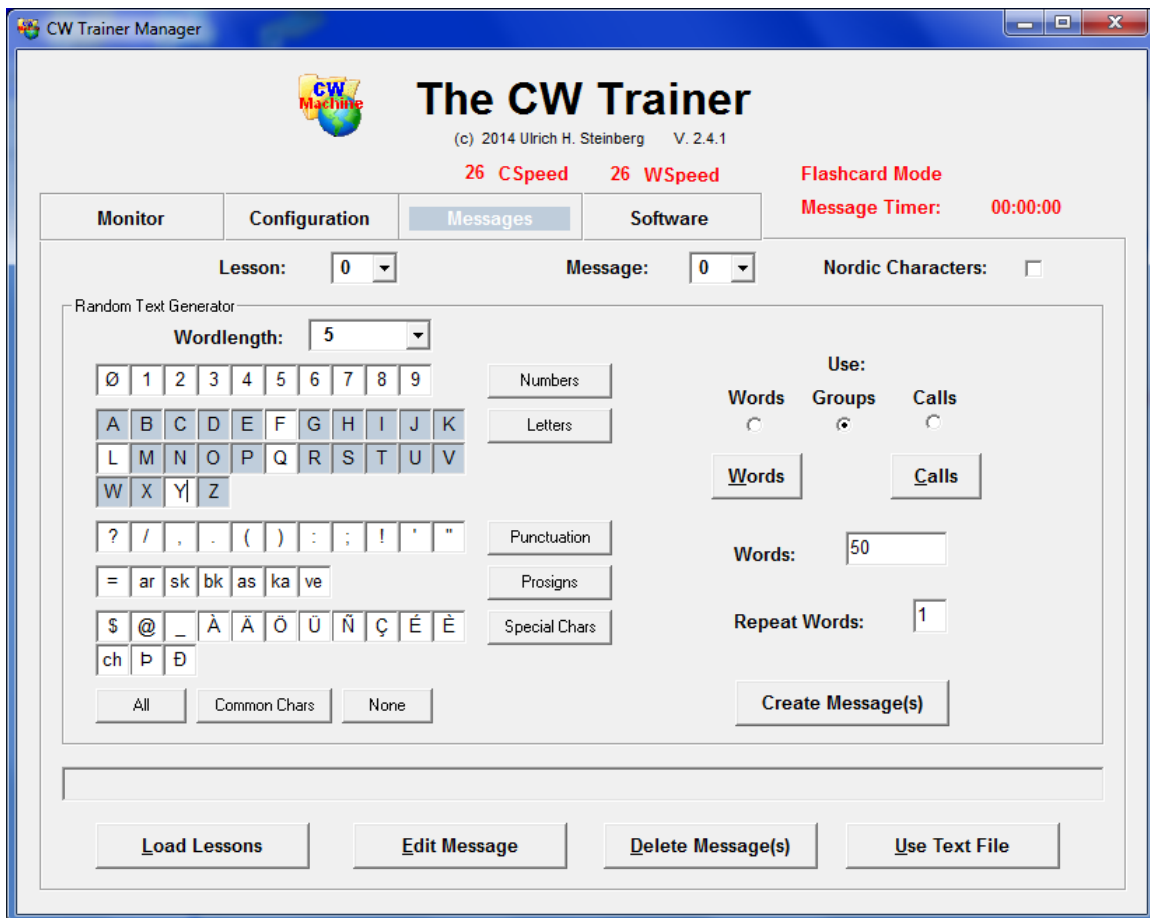 CW Trainer Manager
CW
Machine
The CW Trainer
(c) 2014 Ulrich H. Steinberg V. 2.4.1
26 CSpeed 26 WSpeed Flashcard Mode
Message Timer: 00:00:00
Monitor Configuration Messages Software
Lesson: 0 Message: 0 Nordic Characters:
Random Text Generator
Wordlength: 5
Ø 1 2 3 4 5 6 7 8 9 Numbers
Use:
Words Groups Calls
A B C D E F G H I J K Letters
L M N O P Q R S T U V
W X Y Z
Words Calls
? / , . ( ) : ; ! ' " Punctuation
Words: 50
= ar sk bk as ka ve Prosigns
$ @ _ À Ä Ö Ü Ñ Ç É È Special Chars
Repeat Words: 1
ch Þ Đ
All Common Chars None Create Message(s)
Load Lessons Edit Message Delete Message(s) Use Text File